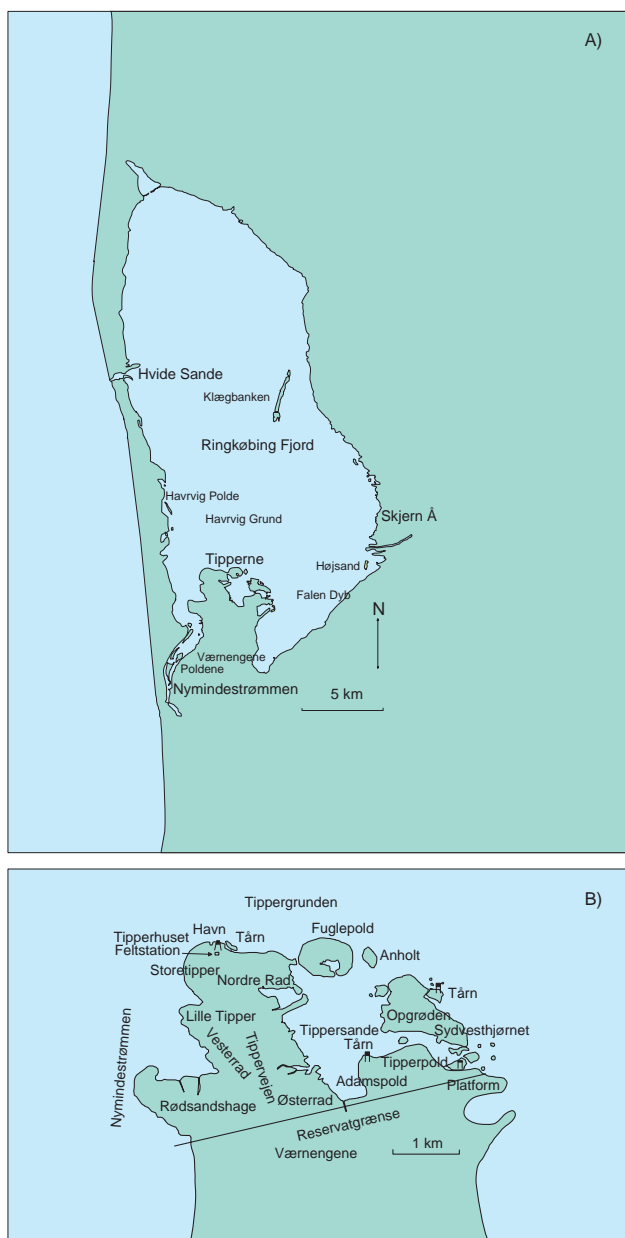 A)
Hvide Sande
Klægbanken
Ringkøbing Fjord
Havrvig Polde
Skjern Å
Havrvig Grund
Tipperne
Højsand
Falen Dyb
N
Værnengene
Poldene
Nymindestrømmen
5 km
B)
Tippergrunden
Havn
Fuglepold
Tipperhuset
Tårn
Feltstation
Anholt
Storetipper
Nordre Rad
Tårn
Lille Tipper
Opgrøden
Tippersande
Sydvesthjørnet
Nymindestrømmen
Vesterrad
Tippervejen
Tårn
Tipperpold
Adamspold
Platform
Rødsandshage
Østerrad
Reservatgrænse
Værnengene
1 km